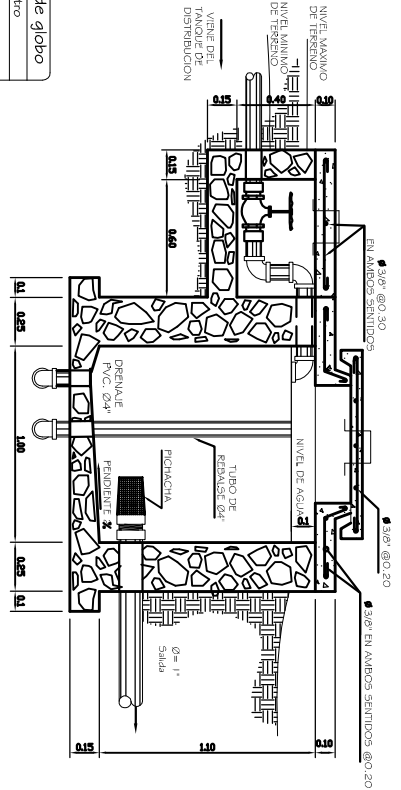 de globo
tro
NIVEL MAXIMO
DE TERRENO
NIVEL MINIMO
DE TERRENO
VIENE DEL
TANQUE DE
DISTRIBUCION
0.10
0.40
0.15
0.15
0.60
Ø 3/8" @0.30
EN AMBOS SENTIDOS
Ø 3/8" @0.20
Ø 3/8" EN AMBOS SENTIDOS @0.20
NIVEL DE AGUA
0.1
TUBO DE
REBALSE Ø4"
DRENAJE
PVC. Ø4"
PICHACHA
PENDIENTE %
Ø= 1"
Salida
0.1
0.25
1.00
0.25
0.1
0.10
1.10
0.15